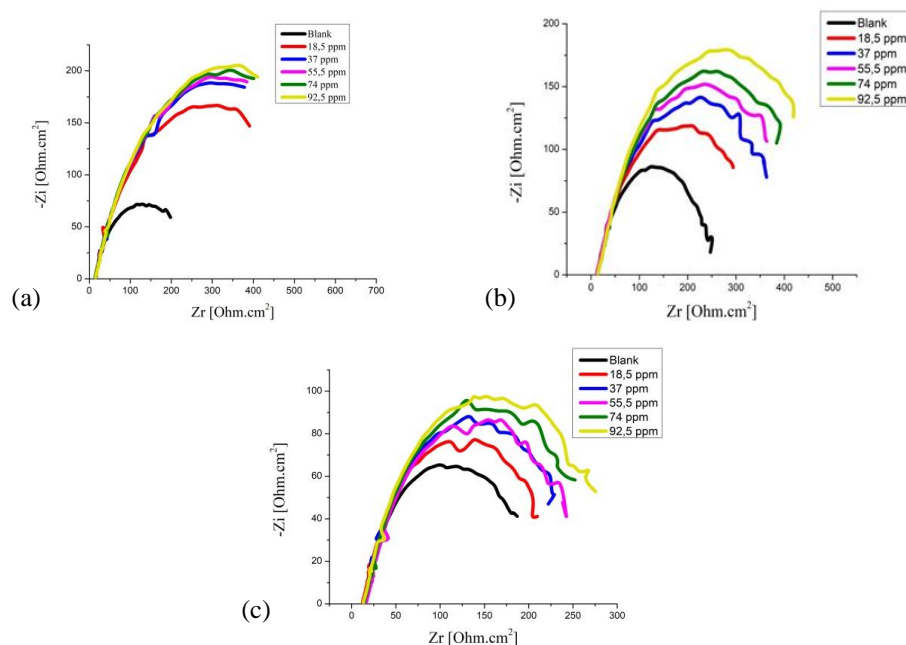 Blank
18,5 ppm
37 ppm
55,5 ppm
74 ppm
92,5 ppm
-Zi [Ohm.cm²]
200
150
100
50
0
0 100 200 300 400 500 600 700
Zr [Ohm.cm²]
(a)
Blank
18,5 ppm
37 ppm
55,5 ppm
74 ppm
92,5 ppm
-Zi [Ohm.cm²]
200
150
100
50
0
0 100 200 300 400 500
Zr [Ohm.cm²]
(b)
Blank
18,5 ppm
37 ppm
55,5 ppm
74 ppm
92,5 ppm
-Zi [Ohm.cm²]
100
80
60
40
20
0
0 50 100 150 200 250 300
Zr [Ohm.cm²]
(c)